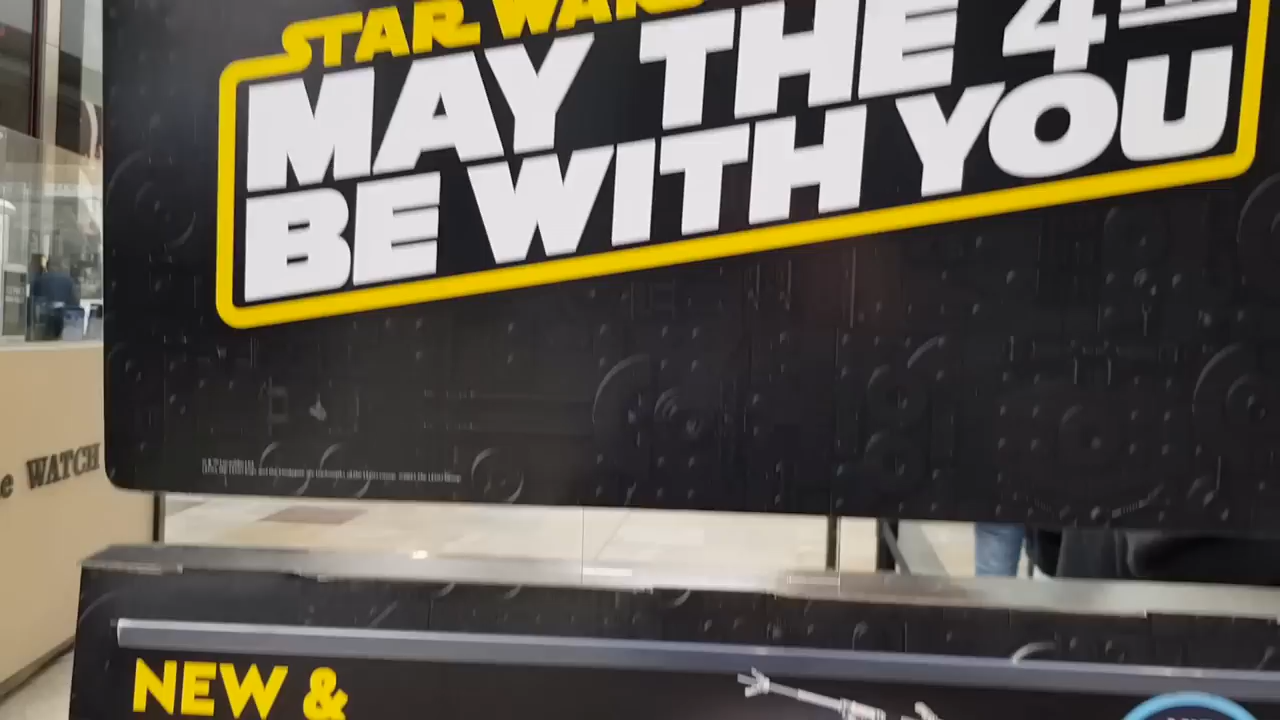 STAR WARS
MAY THE 4TH
BE WITH YOU
e WATCH
NEW &